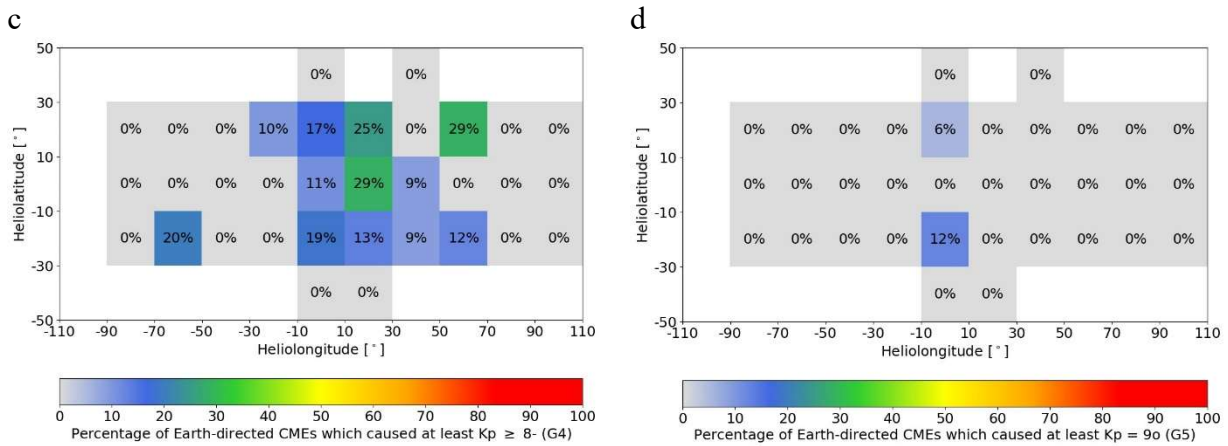 c
50
30
10
-10
-30
-50
Heliolatitude [°]
0% 0%
0% 0% 0% 10% 17% 25% 0% 29% 0% 0%
0% 0% 0% 0% 11% 29% 9% 0% 0% 0%
0% 20% 0% 0% 19% 13% 9% 12% 0% 0%
0% 0%
-110 -90 -70 -50 -30 -10 10 30 50 70 90 110
Heliolongitude [°]
0 10 20 30 40 50 60 70 80 90 100
Percentage of Earth-directed CMEs which caused at least Kp ≥ 8- (G4)
d
50
30
10
-10
-30
-50
Heliolatitude [°]
0% 0%
0% 0% 0% 0% 6% 0% 0% 0% 0% 0%
0% 0% 0% 0% 0% 0% 0% 0% 0% 0%
0% 0% 0% 0% 12% 0% 0% 0% 0% 0%
0% 0%
-110 -90 -70 -50 -30 -10 10 30 50 70 90 110
Heliolongitude [°]
0 10 20 30 40 50 60 70 80 90 100
Percentage of Earth-directed CMEs which caused at least Kp = 9o (G5)